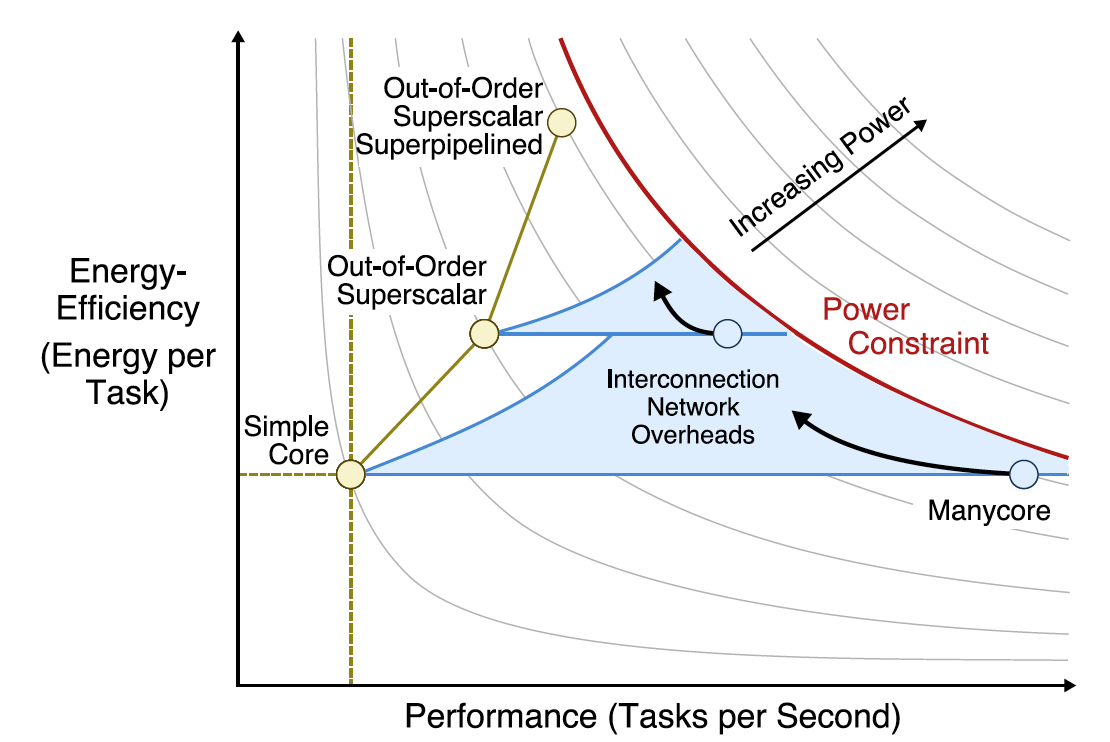 Out-of-Order
Superscalar
Superpipelined
Increasing Power
Energy-
Efficiency
(Energy per
Task)
Out-of-Order
Superscalar
Power
Constraint
Interconnection
Network
Overheads
Simple
Core
Manycore
Performance (Tasks per Second)